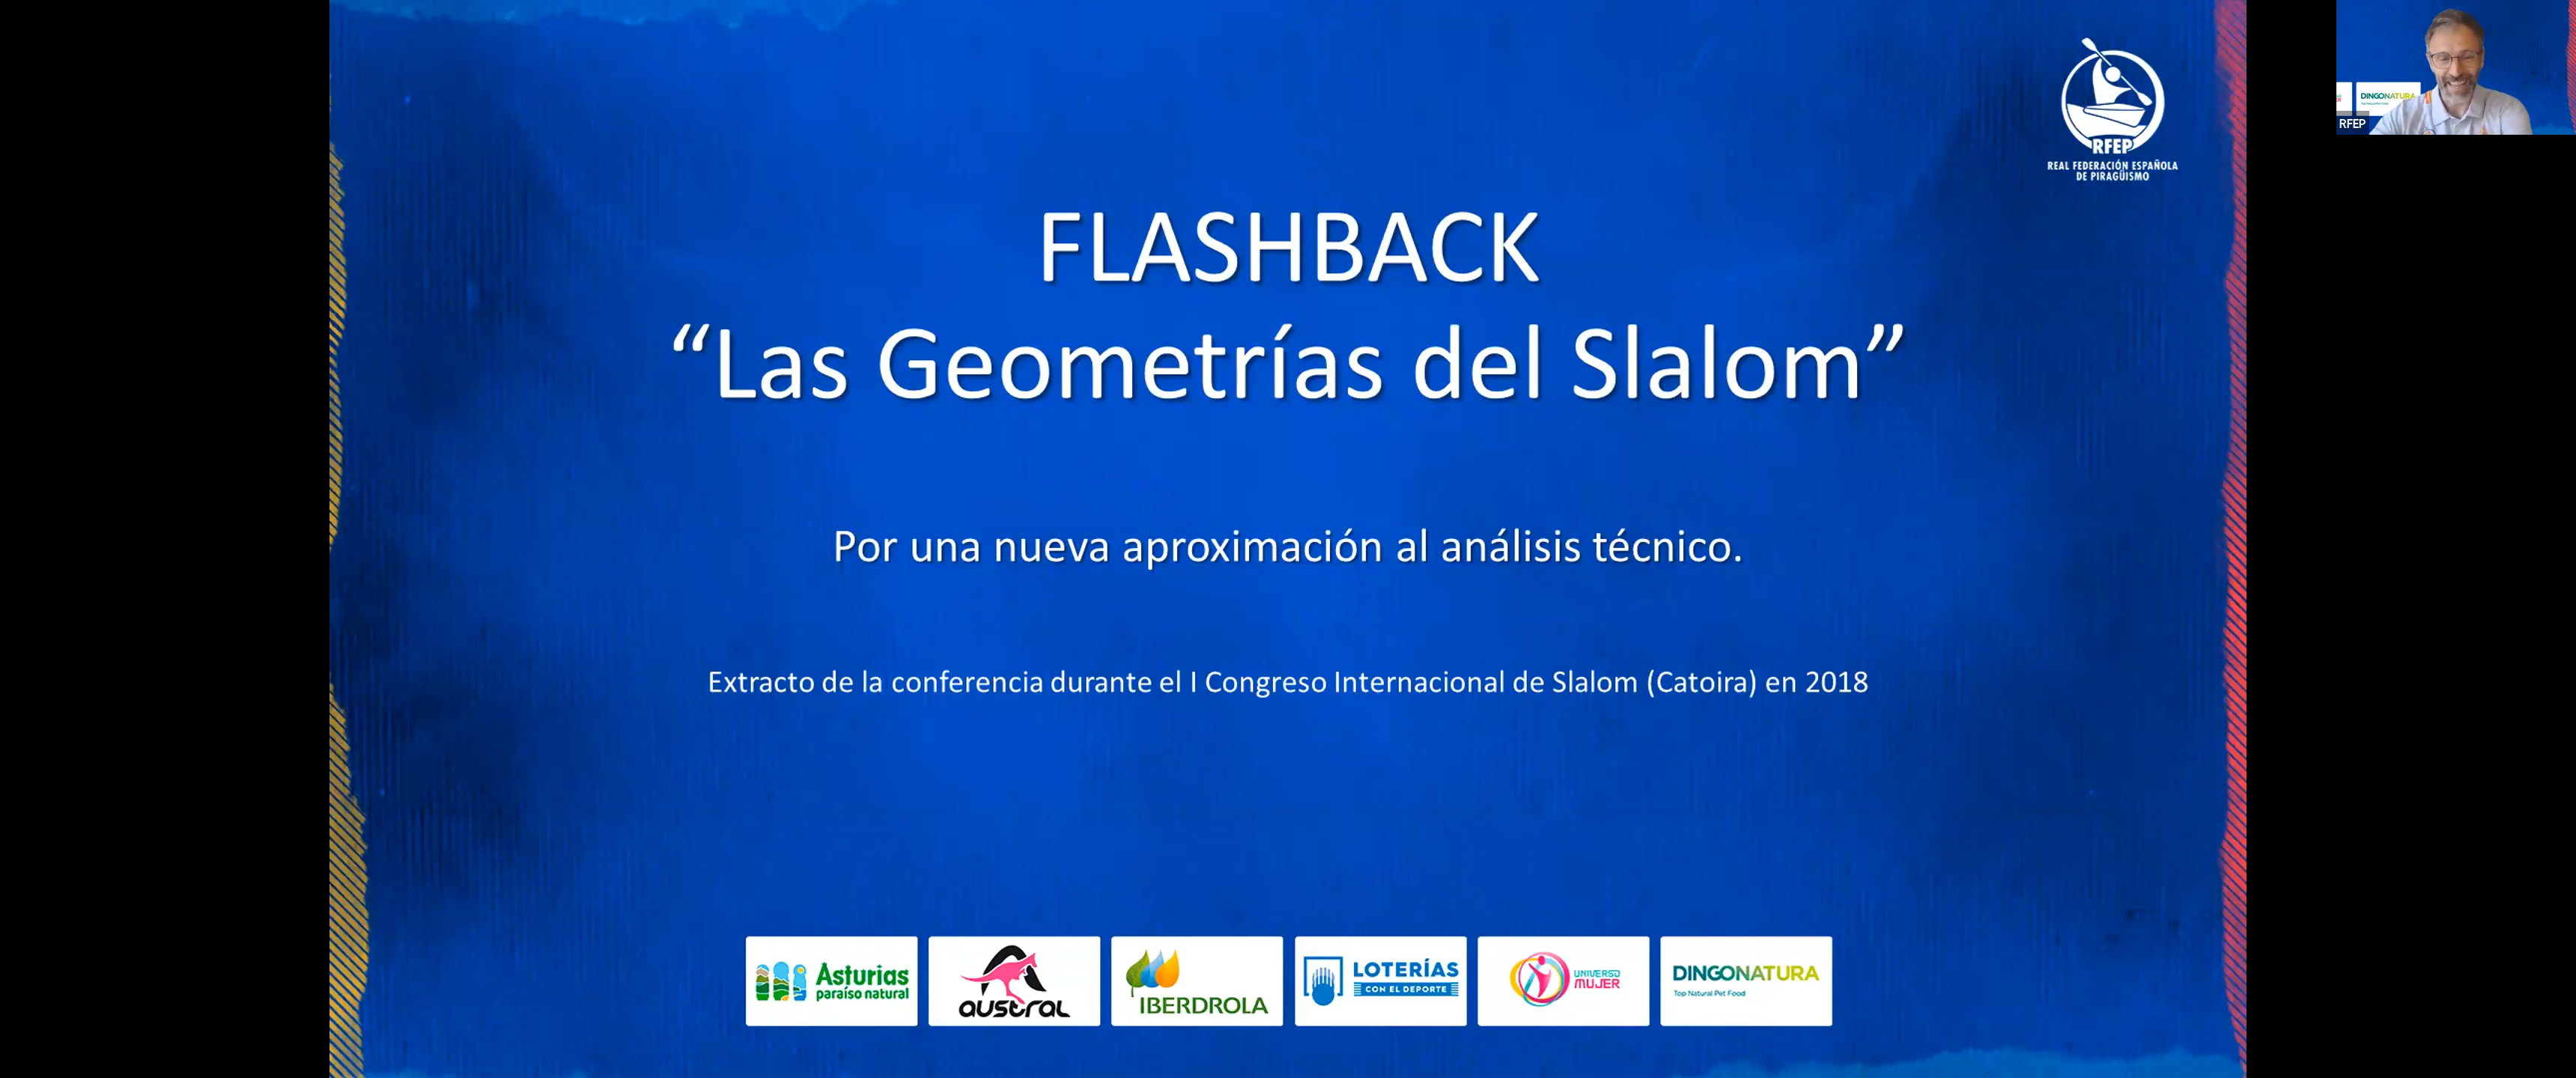 RFEP
REAL FEDERACIÓN ESPAÑOLA
DE PIRAGÜISMO
FLASHBACK
“Las Geometrías del Slalom”
Por una nueva aproximación al análisis técnico.
Extracto de la conferencia durante el I Congreso Internacional de Slalom (Catoira) en 2018
Asturias
paraíso natural
austral
IBERDROLA
LOTERÍAS
CON EL DEPORTE
UNIVERSO
MUJER
DINGONATURA
Top Natural Pet Food
DINGONATURA
RFEP